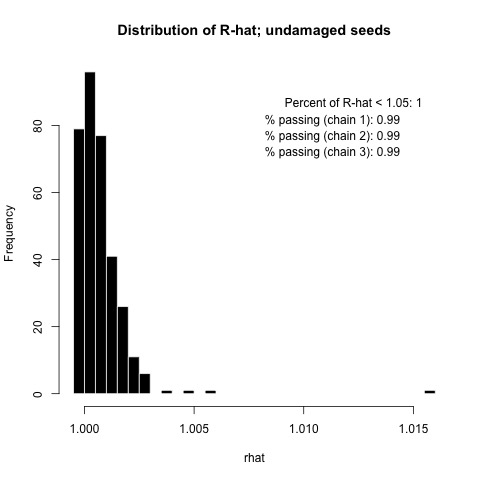 Distribution of R-hat; undamaged seeds
Percent of R-hat < 1.05: 1
% passing (chain 1): 0.99
% passing (chain 2): 0.99
% passing (chain 3): 0.99
80
60
40
20
0
Frequency
1.000 1.005 1.010 1.015
rhat